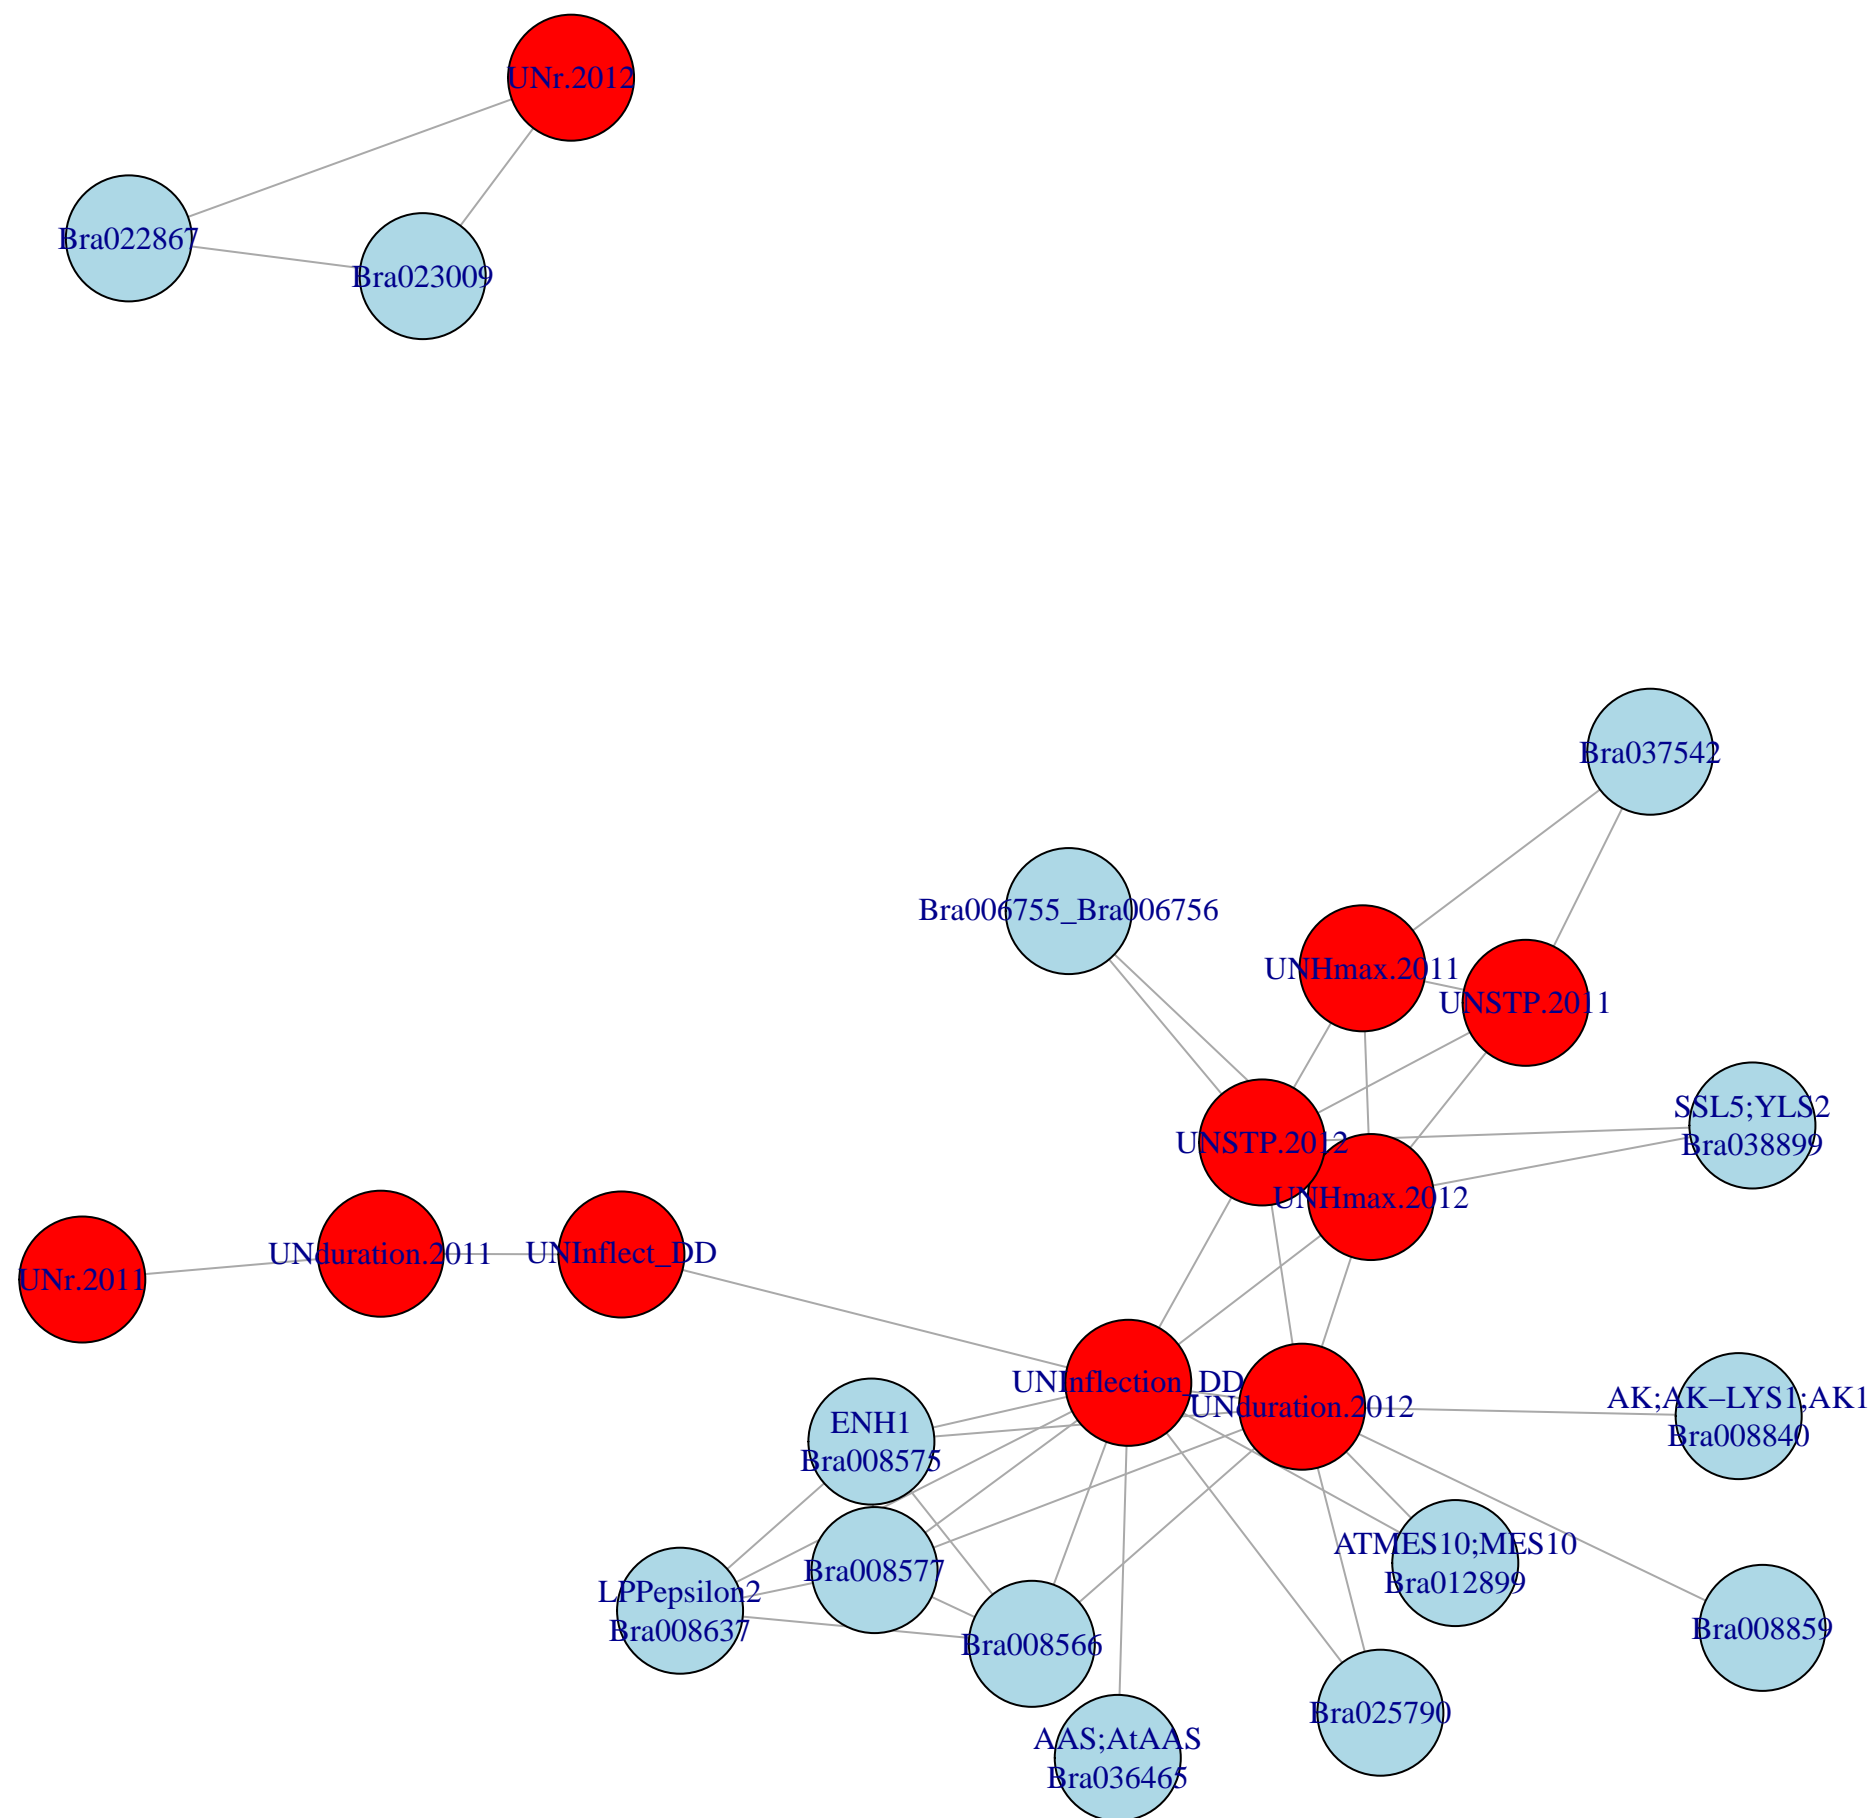 UNr.2012
Bra022867
Bra023009
Bra037542
Bra006755_Bra006756
UNHmax.2011
UNSTP.2011
SSL5;YLS2
Bra038899
UNSTP.2012
UNHmax.2012
UNr.2011
UNduration.2011
UNInflect_DD
UNInflection_DD
UNduration.2012
AK;AK−LYS1;AK1
Bra008840
ENH1
Bra008575
ATMES10;MES10
Bra012899
Bra008577
LPPepsilon2
Bra008637
Bra008566
Bra008859
Bra025790
AAS;AtAAS
Bra036465